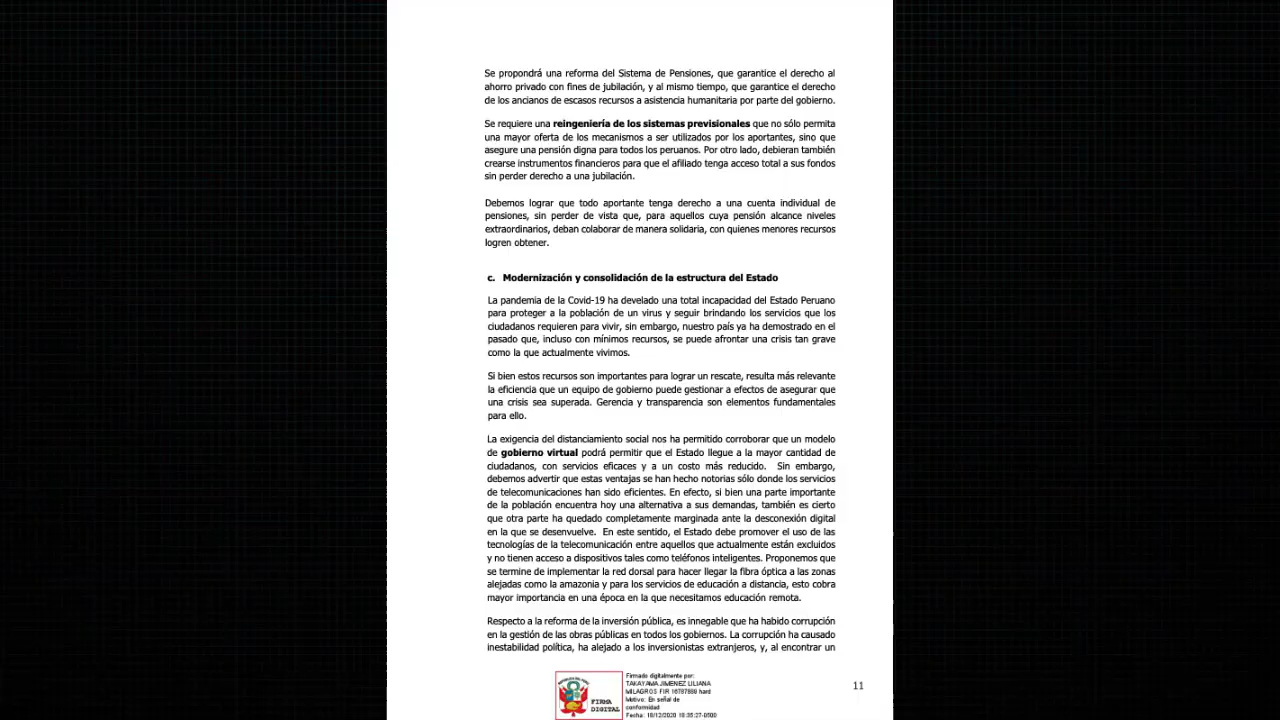 Se propondrá una reforma del Sistema de Pensiones, que garantice el derecho al
ahorro privado con fines de jubilación, y al mismo tiempo, que garantice el derecho
de los ancianos de escasos recursos a asistencia humanitaria por parte del gobierno.
Se requiere una reingeniería de los sistemas previsionales que no sólo permita
una mayor oferta de los mecanismos a ser utilizados por los aportantes, sino que
asegure una pensión digna para todos los peruanos. Por otro lado, debieran también
crearse instrumentos financieros para que el afiliado tenga acceso total a sus fondos
sin perder derecho a una jubilación.
Debemos lograr que todo aportante tenga derecho a una cuenta individual de
pensiones, sin perder de vista que, para aquellos cuya pensión alcance niveles
extraordinarios, deban colaborar de manera solidaria, con quienes menores recursos
logren obtener.
c. Modernización y consolidación de la estructura del Estado
La pandemia de la Covid-19 ha develado una total incapacidad del Estado Peruano
para proteger a la población de un virus y seguir brindando los servicios que los
ciudadanos requieren para vivir, sin embargo, nuestro país ya ha demostrado en el
pasado que, incluso con mínimos recursos, se puede afrontar una crisis tan grave
como la que actualmente vivimos.
Si bien estos recursos son importantes para lograr un rescate, resulta más relevante
la eficiencia que un equipo de gobierno puede gestionar a efectos de asegurar que
una crisis sea superada. Gerencia y transparencia son elementos fundamentales
para ello.
La exigencia del distanciamiento social nos ha permitido corroborar que un modelo
de gobierno virtual podrá permitir que el Estado llegue a la mayor cantidad de
ciudadanos, con servicios eficaces y a un costo más reducido. Sin embargo,
debemos advertir que estas ventajas se han hecho notorias sólo donde los servicios
de telecomunicaciones han sido eficientes. En efecto, si bien una parte importante
de la población encuentra hoy una alternativa a sus demandas, también es cierto
que otra parte ha quedado completamente marginada ante la desconexión digital
en la que se desenvuelve. En este sentido, el Estado debe promover el uso de las
tecnologías de la telecomunicación entre aquellos que actualmente están excluidos
y no tienen acceso a dispositivos tales como teléfonos inteligentes. Proponemos que
se termine de implementar la red dorsal para hacer llegar la fibra óptica a las zonas
alejadas como la amazonia y para los servicios de educación a distancia, esto cobra
mayor importancia en una época en la que necesitamos educación remota.
Respecto a la reforma de la inversión pública, es innegable que ha habido corrupción
en la gestión de las obras públicas en todos los gobiernos. La corrupción ha causado
inestabilidad política, ha alejado a los inversionistas extranjeros, y, al encontrar un
FIRMA
DIGITAL
Firmado digitalmente por:
TAKAYAMA JIMENEZ LILIANA
MILAGROS FIR 16787980 hard
Motivo: En señal de
conformidad
Fecha: 18/12/2020 19:35:27-0500
11